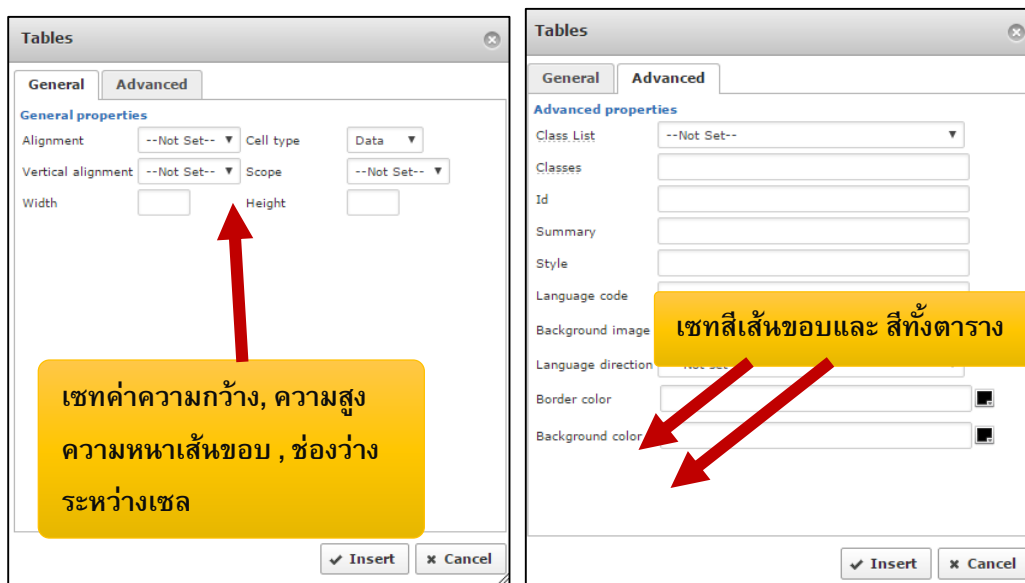 Tables
General Advanced
General properties
Alignment --Not Set-- Cell type Data
Vertical alignment --Not Set-- Scope --Not Set--
Width Height
เซทค่าความกว้าง, ความสูง
ความหนาเส้นขอบ , ช่องว่าง
ระหว่างเซล
Insert Cancel
Tables
General Advanced
Advanced properties
Class List --Not Set--
Classes
Id
Summary
Style
Language code
Background image
เซทสีเส้นขอบและ สีทั้งตาราง
Language direction
Border color
Background color
Insert Cancel